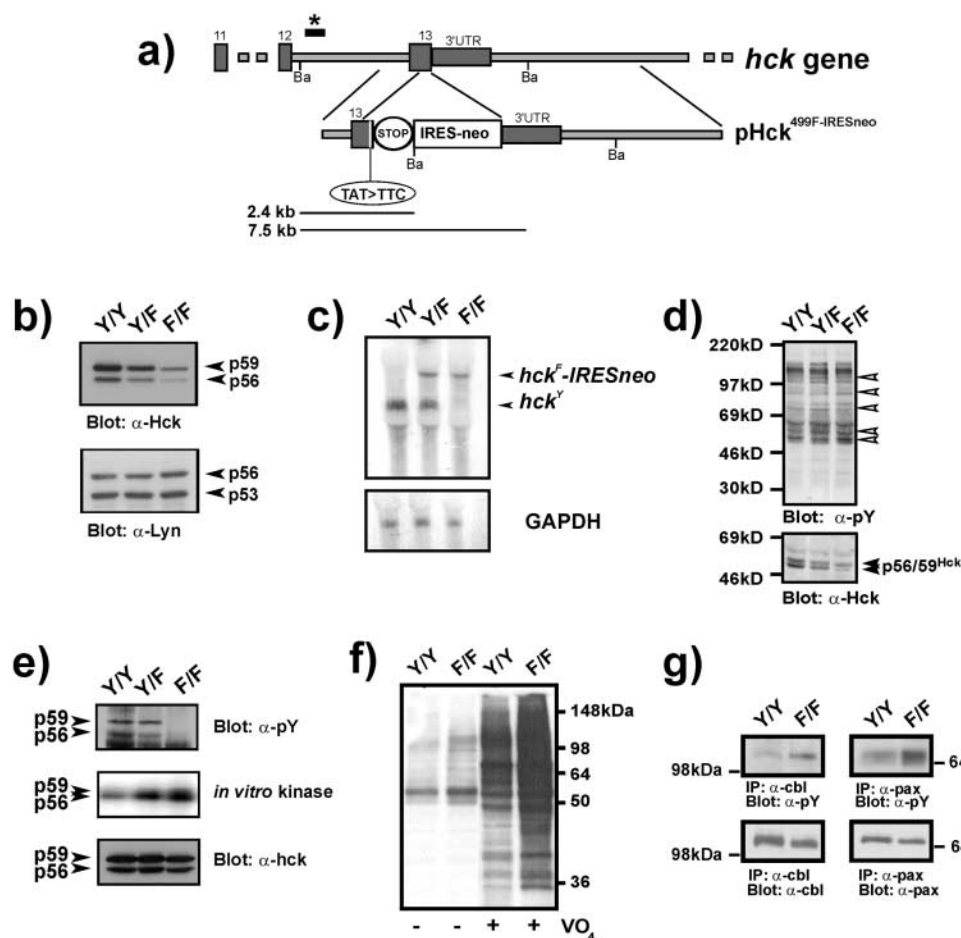 a)
*
11
12
13
3'UTR
Ba
Ba
hck gene
13
STOP
IRES-neo
3'UTR
pHck499F-IRESneo
Ba
Ba
TAT>TTC
2.4 kb
7.5 kb
b)
Y/Y Y/F F/F
p59
p56
Blot: α-Hck
p56
p53
Blot: α-Lyn
c)
Y/Y Y/F F/F
hckF-IRESneo
hckY
GAPDH
d)
Y/Y Y/F F/F
220kD
97kD
69kD
46kD
30kD
Blot: α-pY
69kD
46kD
p56/59Hck
Blot: α-Hck
e)
Y/Y Y/F F/F
p59
p56
Blot: α-pY
p59
p56
in vitro kinase
p59
p56
Blot: α-hck
f)
Y/Y F/F Y/Y F/F
148kDa
98
64
50
36
- - + + VO4
g)
Y/Y F/F
98kDa
IP: α-cbl
Blot: α-pY
98kDa
IP: α-cbl
Blot: α-cbl
Y/Y F/F
IP: α-pax
Blot: α-pY
IP: α-pax
Blot: α-pax